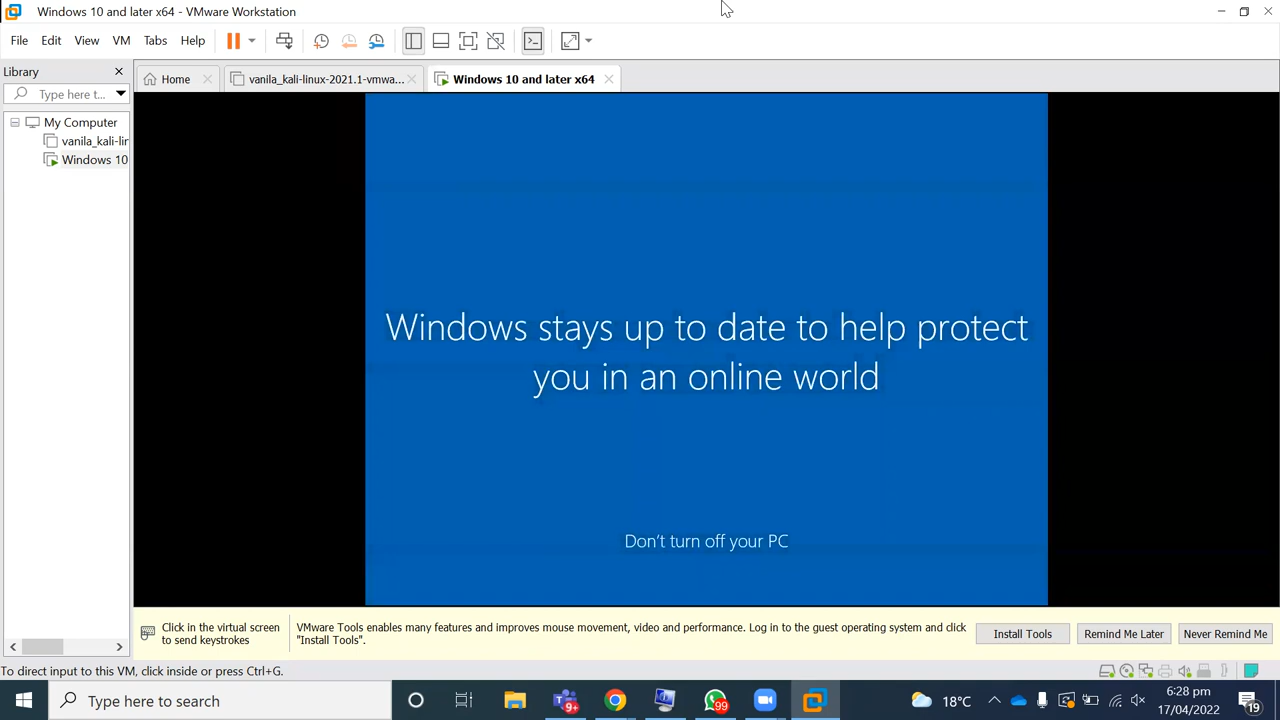 Windows 10 and later x64 - VMware Workstation
File Edit View VM Tabs Help
Library
Type here t...
My Computer
vanila_kali-lir
Windows 10
Home
vanila_kali-linux-2021.1-vmwa...
Windows 10 and later x64
Windows stays up to date to help protect
you in an online world
Don't turn off your PC
Click in the virtual screen
to send keystrokes
VMware Tools enables many features and improves mouse movement, video and performance. Log in to the guest operating system and click
"Install Tools".
Install Tools
Remind Me Later
Never Remind Me
To direct input to this VM, click inside or press Ctrl+G.
Type here to search
9+
99
18°C
6:28 pm
17/04/2022
19